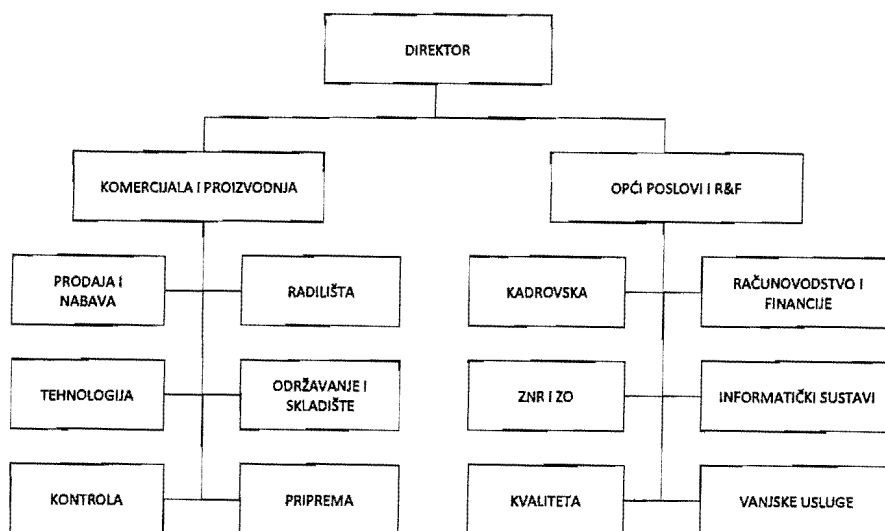 DIREKTOR
KOMERCIJALA I PROIZVODNJA
OPĆI POSLOVI I R&F
PRODAJA I
NABAVA
RADILIŠTA
KADROVSKA
RAČUNOVODSTVO I
FINANCIJE
TEHNOLOGIJA
ODRŽAVANJE I
SKLADIŠTE
ZNR I ZO
INFORMATIČKI SUSTAVI
KONTROLA
PRIPREMA
KVALITETA
VANJSKE USLUGE